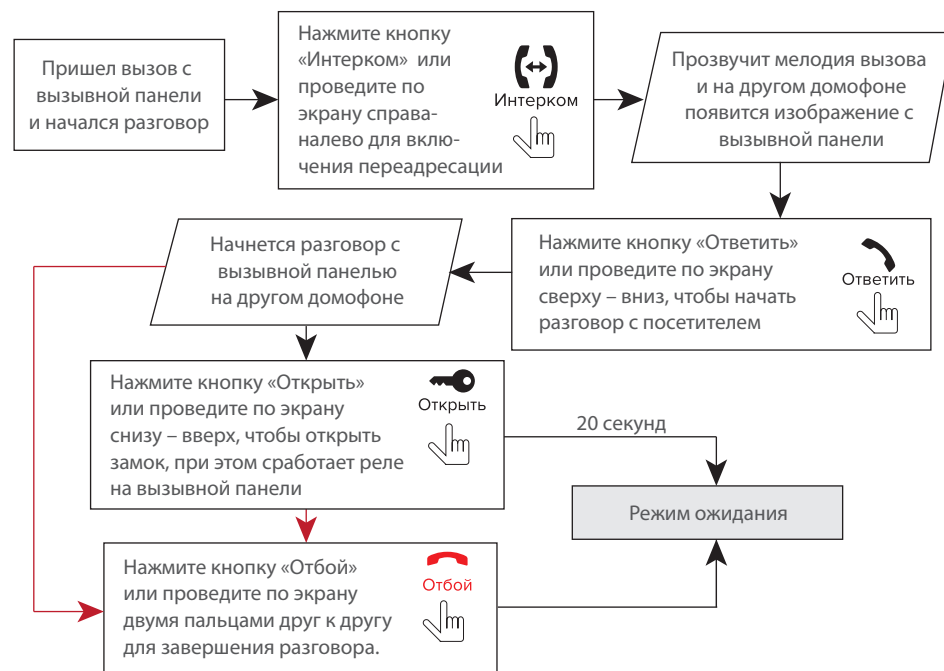 Пришел вызов с
вызывной панели
и начался разговор
Нажмите кнопку
«Интерком» или
проведите по
экрану справа-
налево для вклю-
чения переадресации
Интерком
Прозвучит мелодия вызова
и на другом домофоне
появится изображение с
вызывной панели
Нажмите кнопку «Ответить»
или проведите по экрану
сверху – вниз, чтобы начать
разговор с посетителем
Ответить
Начнется разговор с
вызывной панелью
на другом домофоне
Нажмите кнопку «Открыть»
или проведите по экрану
снизу – вверх, чтобы открыть
замок, при этом сработает реле
на вызывной панели
Открыть
20 секунд
Режим ожидания
Нажмите кнопку «Отбой»
или проведите по экрану
двумя пальцами друг к другу
для завершения разговора.
Отбой